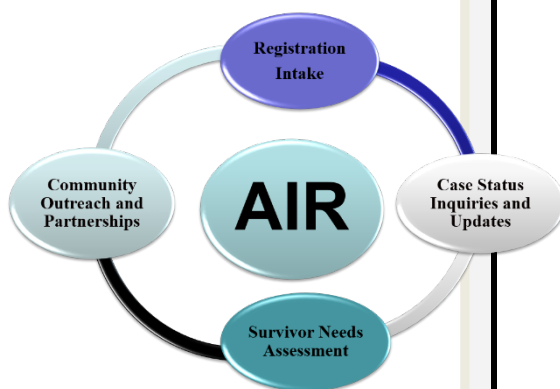 Registration
Intake
Community
Outreach and
Partnerships
AIR
Case Status
Inquiries and
Updates
Survivor Needs
Assessment